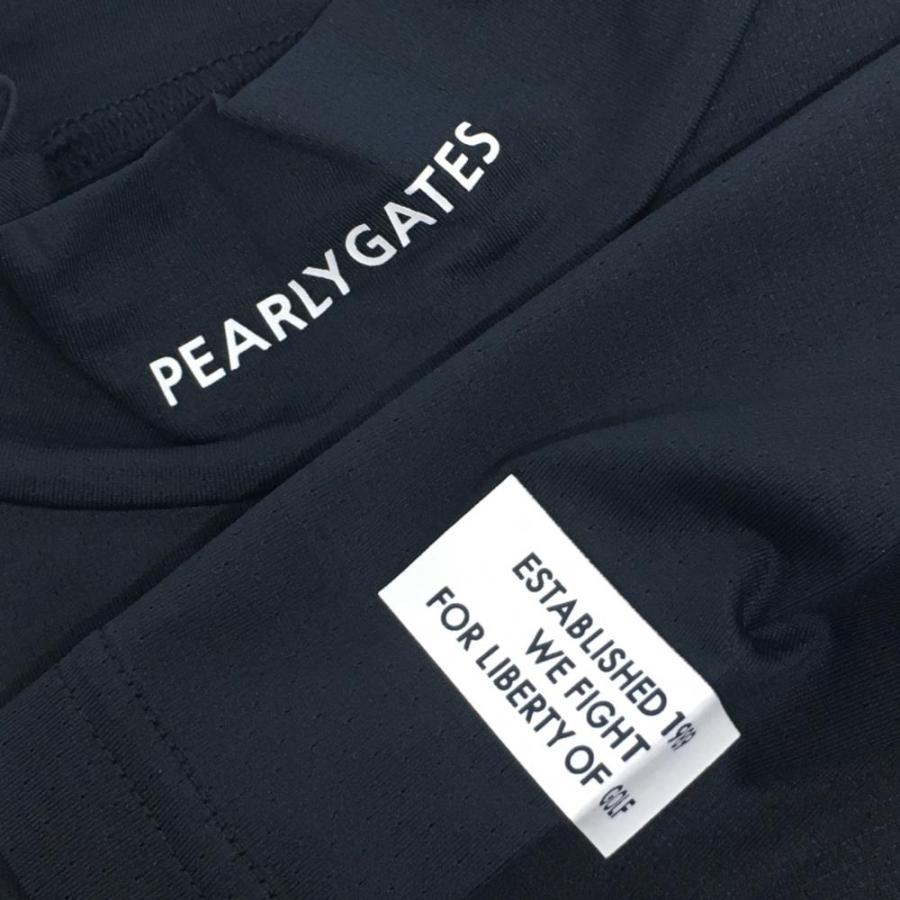 PEARLYGATES
ESTABLISHED
WE FIGHT
FOR LIBERTY OF GOLF